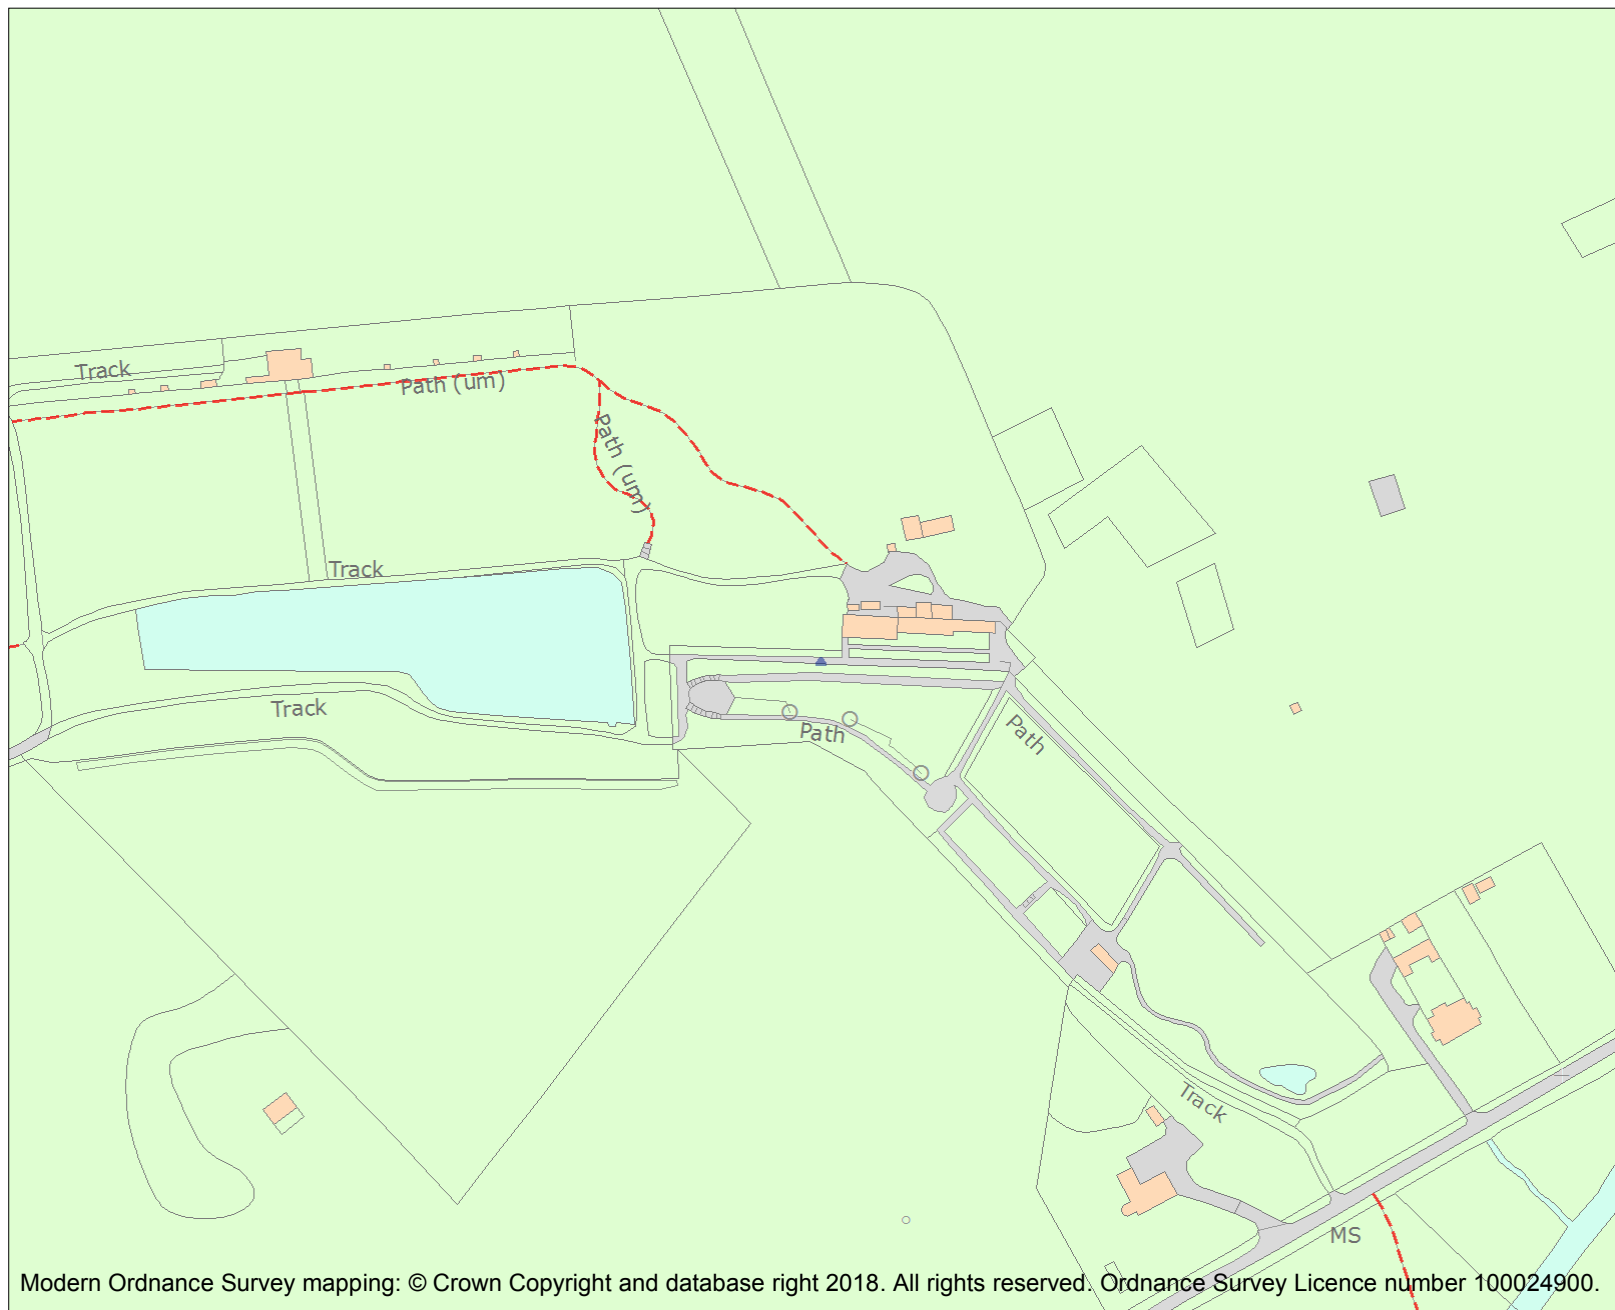 Track
Path (um)
Path (um)
Track
Track
Path
Path
Track
MS
Modern Ordnance Survey mapping: © Crown Copyright and database right 2018. All rights reserved. Ordnance Survey Licence number 100024900.